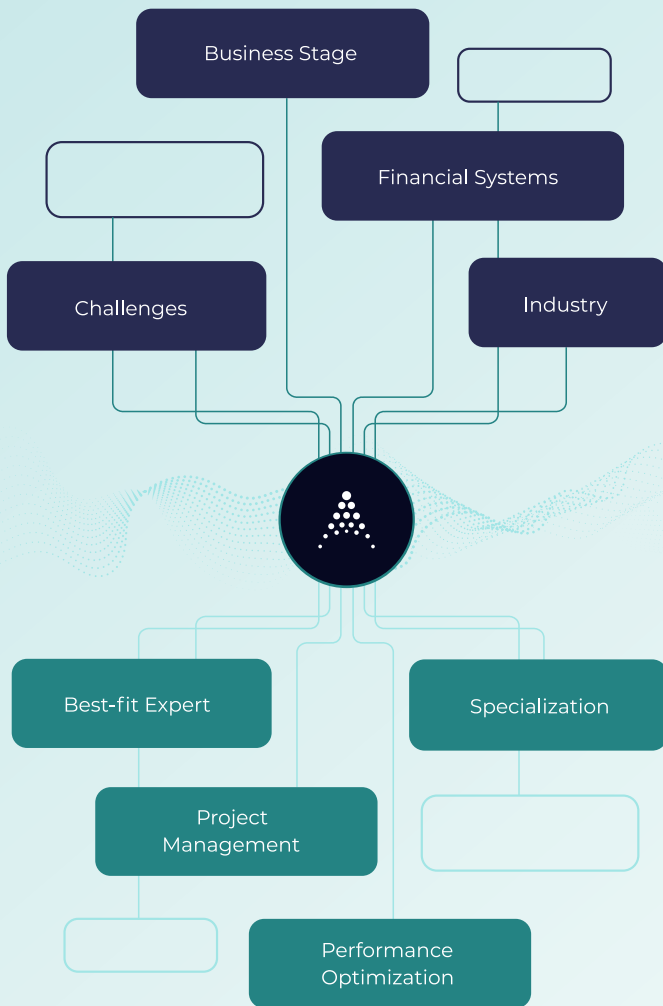 Business Stage
Financial Systems
Challenges
Industry
Best-fit Expert
Specialization
Project
Management
Performance
Optimization